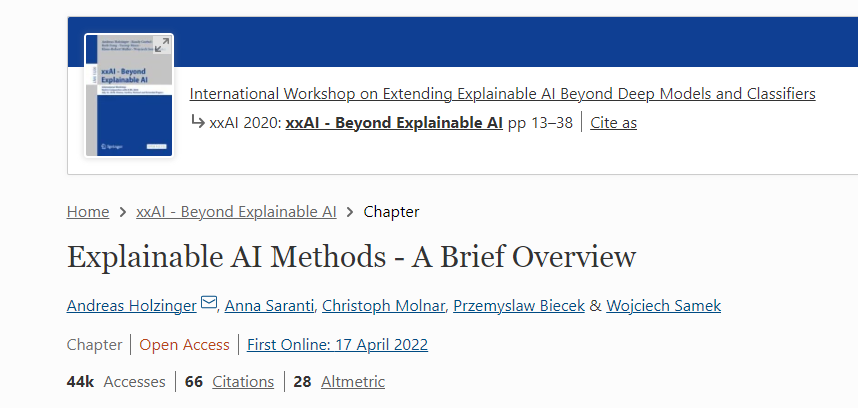 xxAI - Beyond
Explainable AI
Springer
International Workshop on Extending Explainable AI Beyond Deep Models and Classifiers
↳ xxAI 2020: xxAI - Beyond Explainable AI pp 13–38 | Cite as
Home > xxAI - Beyond Explainable AI > Chapter
Explainable AI Methods - A Brief Overview
Andreas Holzinger, Anna Saranti, Christoph Molnar, Przemyslaw Biecek & Wojciech Samek
Chapter | Open Access | First Online: 17 April 2022
44k Accesses | 66 Citations | 28 Altmetric